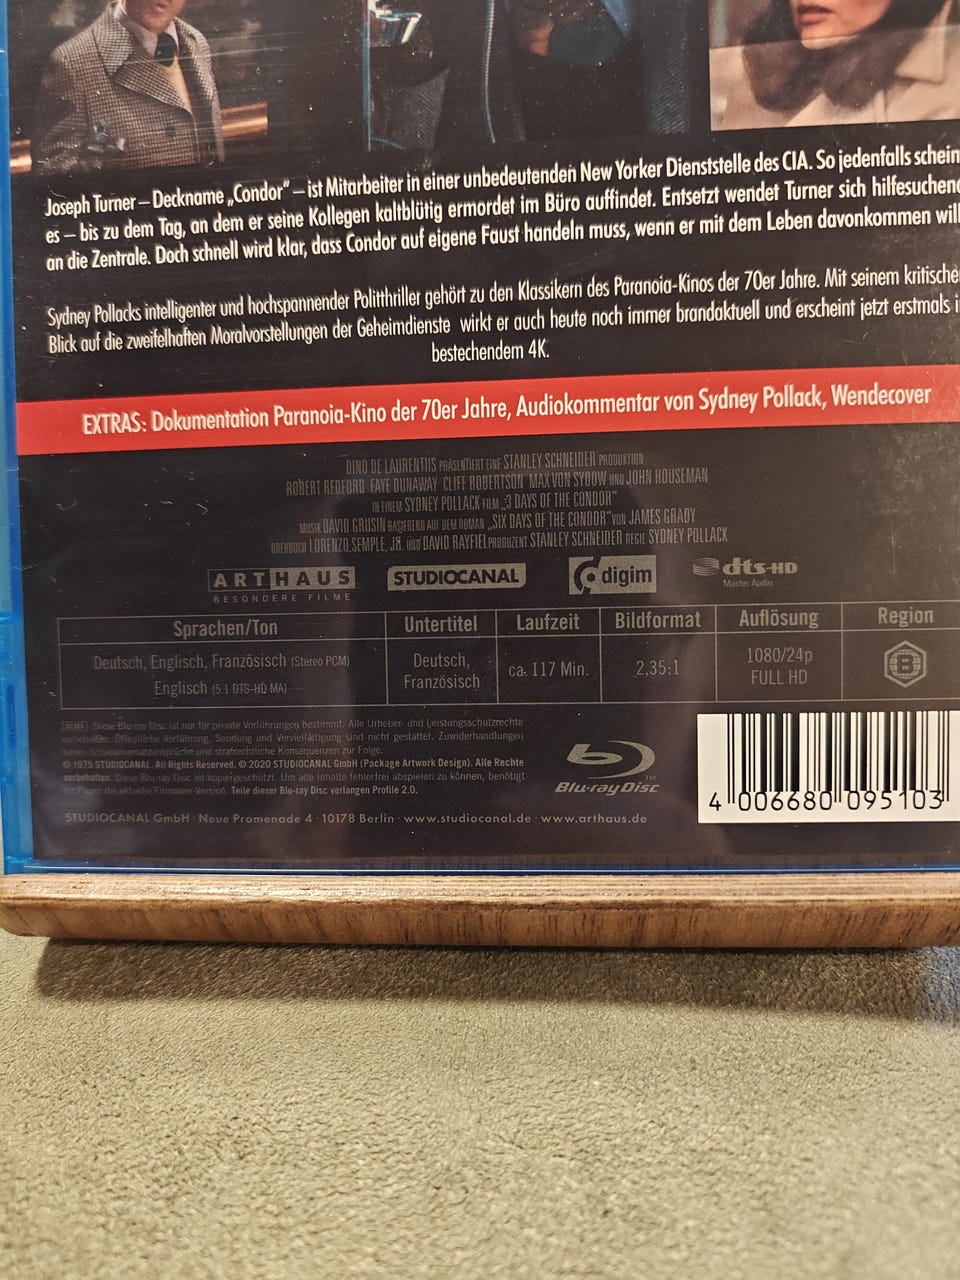 Joseph Turner – Deckname „Condor“ – ist Mitarbeiter in einer unbedeutenden New Yorker Dienststelle des CIA. So jedenfalls schein
es – bis zu dem Tag, an dem er seine Kollegen kaltblütig ermordet im Büro auffindet. Entsetzt wendet Turner sich hilfesuchend
an die Zentrale. Doch schnell wird klar, dass Condor auf eigene Faust handeln muss, wenn er mit dem Leben davonkommen will
Sydney Pollacks intelligenter und hochspannender Politthriller gehört zu den Klassikern des Paranoia-Kinos der 70er Jahre. Mit seinem kritische
Blick auf die zweifelhaften Moralvorstellungen der Geheimdienste wirkt er auch heute noch immer brandaktuell und erscheint jetzt erstmals i
bestechendem 4K.
EXTRAS: Dokumentation Paranoia-Kino der 70er Jahre, Audiokommentar von Sydney Pollack, Wendecover
DINO DE LAURENTIIS PRÄSENTIERT EINE STANLEY SCHNEIDER PRODUKTION
ROBERT REDFORD FAYE DUNAWAY CLIFF ROBERTSON MAX VON SYDOW UND JOHN HOUSEMAN
IN EINEM SYDNEY POLLACK FILM „3 DAYS OF THE CONDOR“
MUSIK DAVID GRUSIN BASIEREND AUF DEM ROMAN „SIX DAYS OF THE CONDOR“ VON JAMES GRADY
DREHBUCH LORENZO SEMPLE, JR. UND DAVID RAYFIEL PRODUZENT STANLEY SCHNEIDER REGIE SYDNEY POLLACK
ARTHAUS
BESONDERE FILME
STUDIOCANAL
digim
dts-HD
Master Audio
Sprachen/Ton Untertitel Laufzeit Bildformat Auflösung Region
Deutsch, Englisch, Französisch (Stereo PCM)
Englisch (5.1 DTS-HD MA)
Deutsch,
Französisch
ca. 117 Min.
2,35:1
1080/24p
FULL HD
B
GEMA Diese Blu-ray Disc ist nur für private Vorführungen bestimmt. Alle Urheber- und Leistungsschutzrechte
vorbehalten. Öffentliche Vorführung, Sendung und Vervielfältigung sind nicht gestattet. Zuwiderhandlungen
haben Schadenersatzansprüche und strafrechtliche Konsequenzen zur Folge.
© 1975 STUDIOCANAL. All Rights Reserved. © 2020 STUDIOCANAL GmbH (Package Artwork Design). Alle Rechte
vorbehalten. Diese Blu-ray Disc ist kopiergeschützt. Um alle Inhalte fehlerfrei abspielen zu können, benötigt
Ihr Player die aktuelle Firmware-Version. Teile dieser Blu-ray Disc verlangen Profile 2.0.
Blu-ray Disc™
STUDIOCANAL GmbH · Neue Promenade 4 · 10178 Berlin · www.studiocanal.de · www.arthaus.de
4 006680 095103